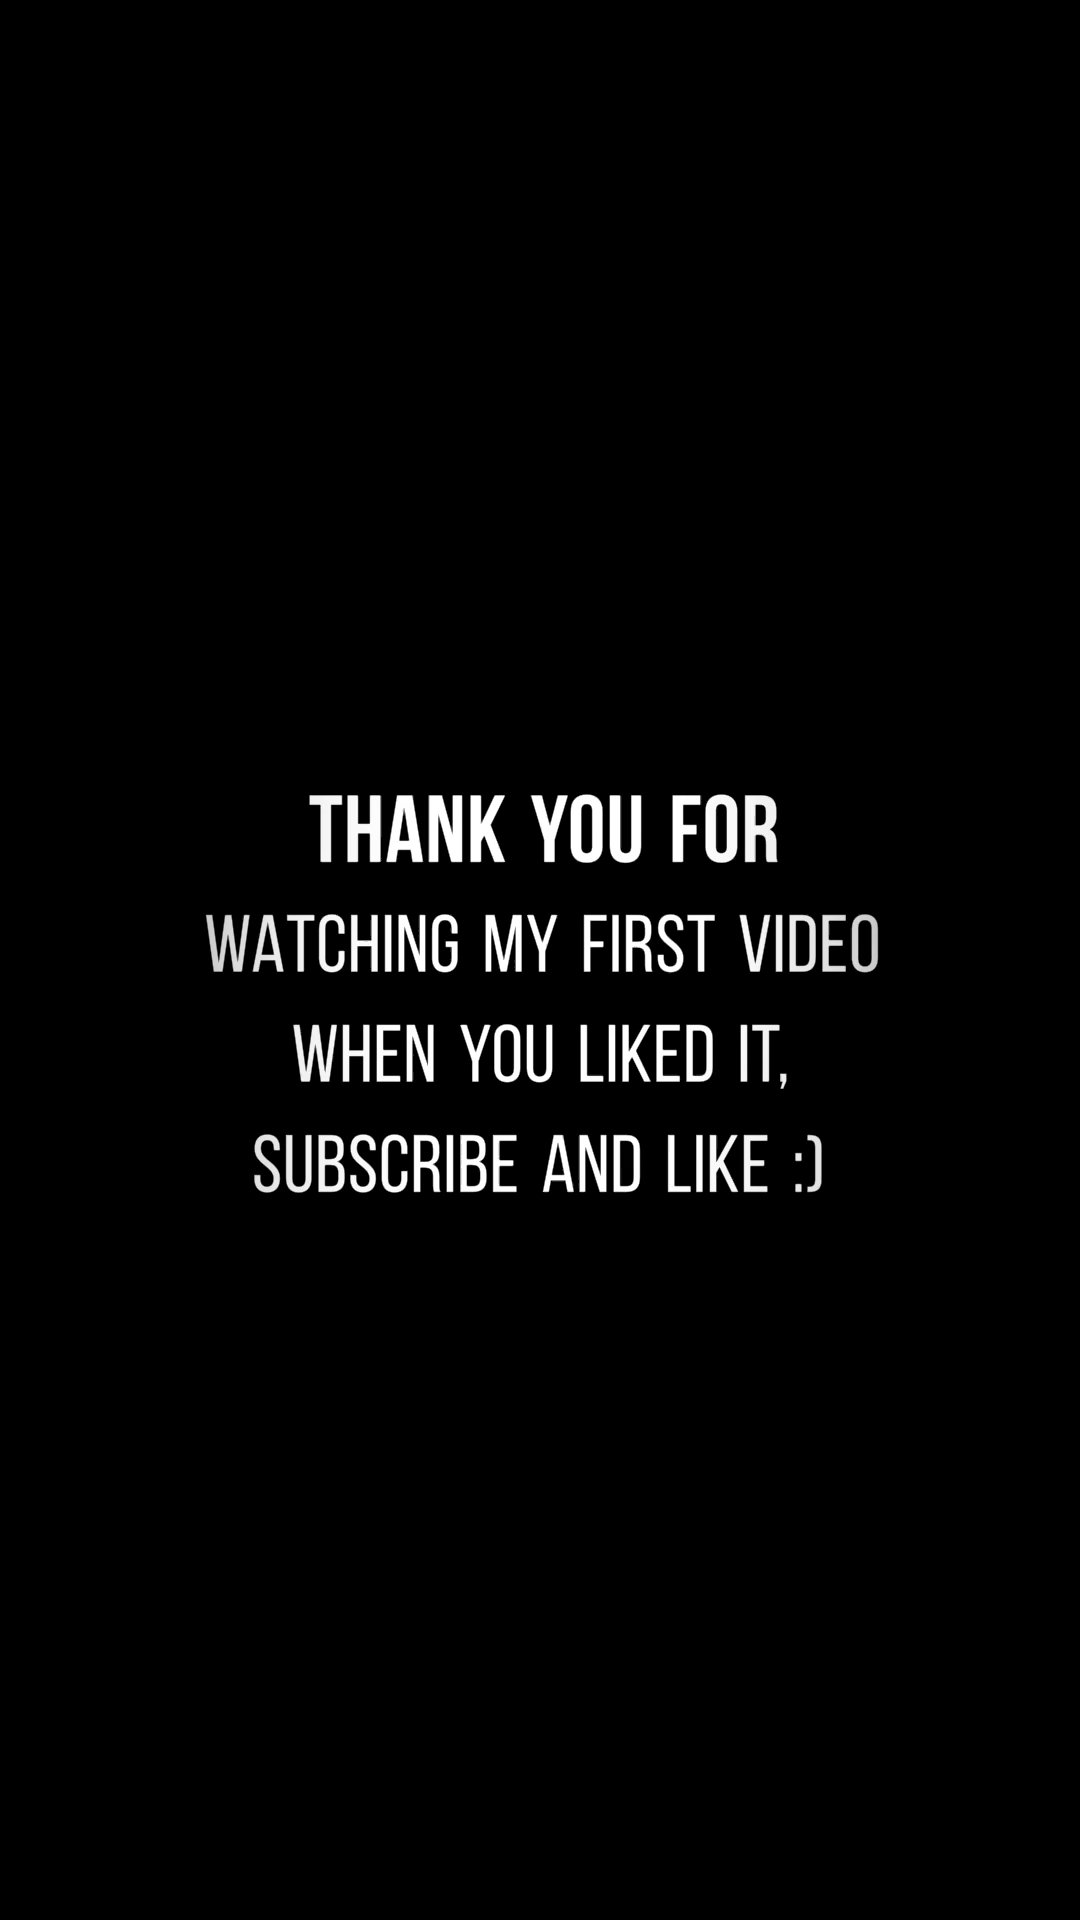 THANK YOU FOR
WATCHING MY FIRST VIDEO
WHEN YOU LIKED IT,
SUBSCRIBE AND LIKE :)